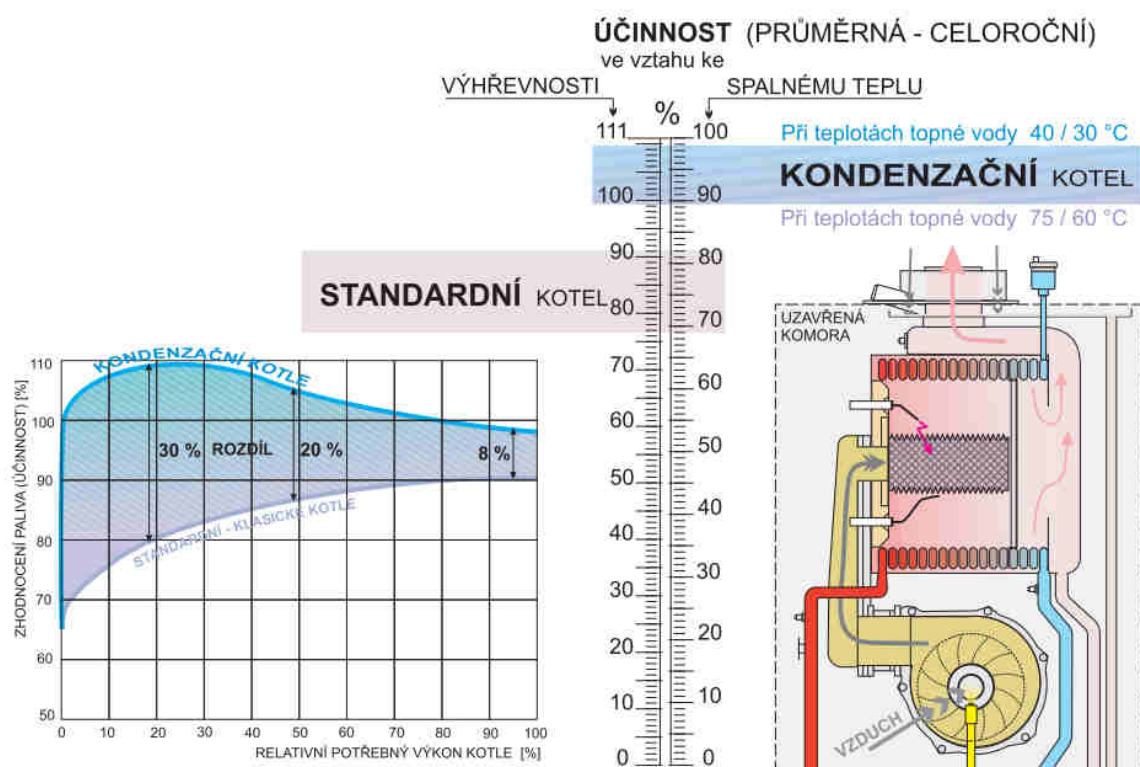 ÚČINNOST (PRŮMĚRNÁ - CELOROČNÍ)
ve vztahu ke
VÝHŘEVNOSTI
SPALNÉMU TEPLU
%
111
100
Při teplotách topné vody 40 / 30 °C
KONDENZAČNÍ KOTEL
100
90
Při teplotách topné vody 75 / 60 °C
90
80
STANDARDNÍ KOTEL
80
70
70
60
60
50
50
40
40
30
30
20
20
10
10
0
0
UZAVŘENÁ
KOMORA
VZDUCH
ZHODNOCENÍ PALIVA (ÚČINNOST) [%]
110
100
90
80
70
60
50
KONDENZAČNÍ KOTLE
30 % ROZDÍL 20 %
8 %
STANDARDNÍ - KLASICKÉ KOTLE
0 10 20 30 40 50 60 70 80 90 100
RELATIVNÍ POTŘEBNÝ VÝKON KOTLE [%]